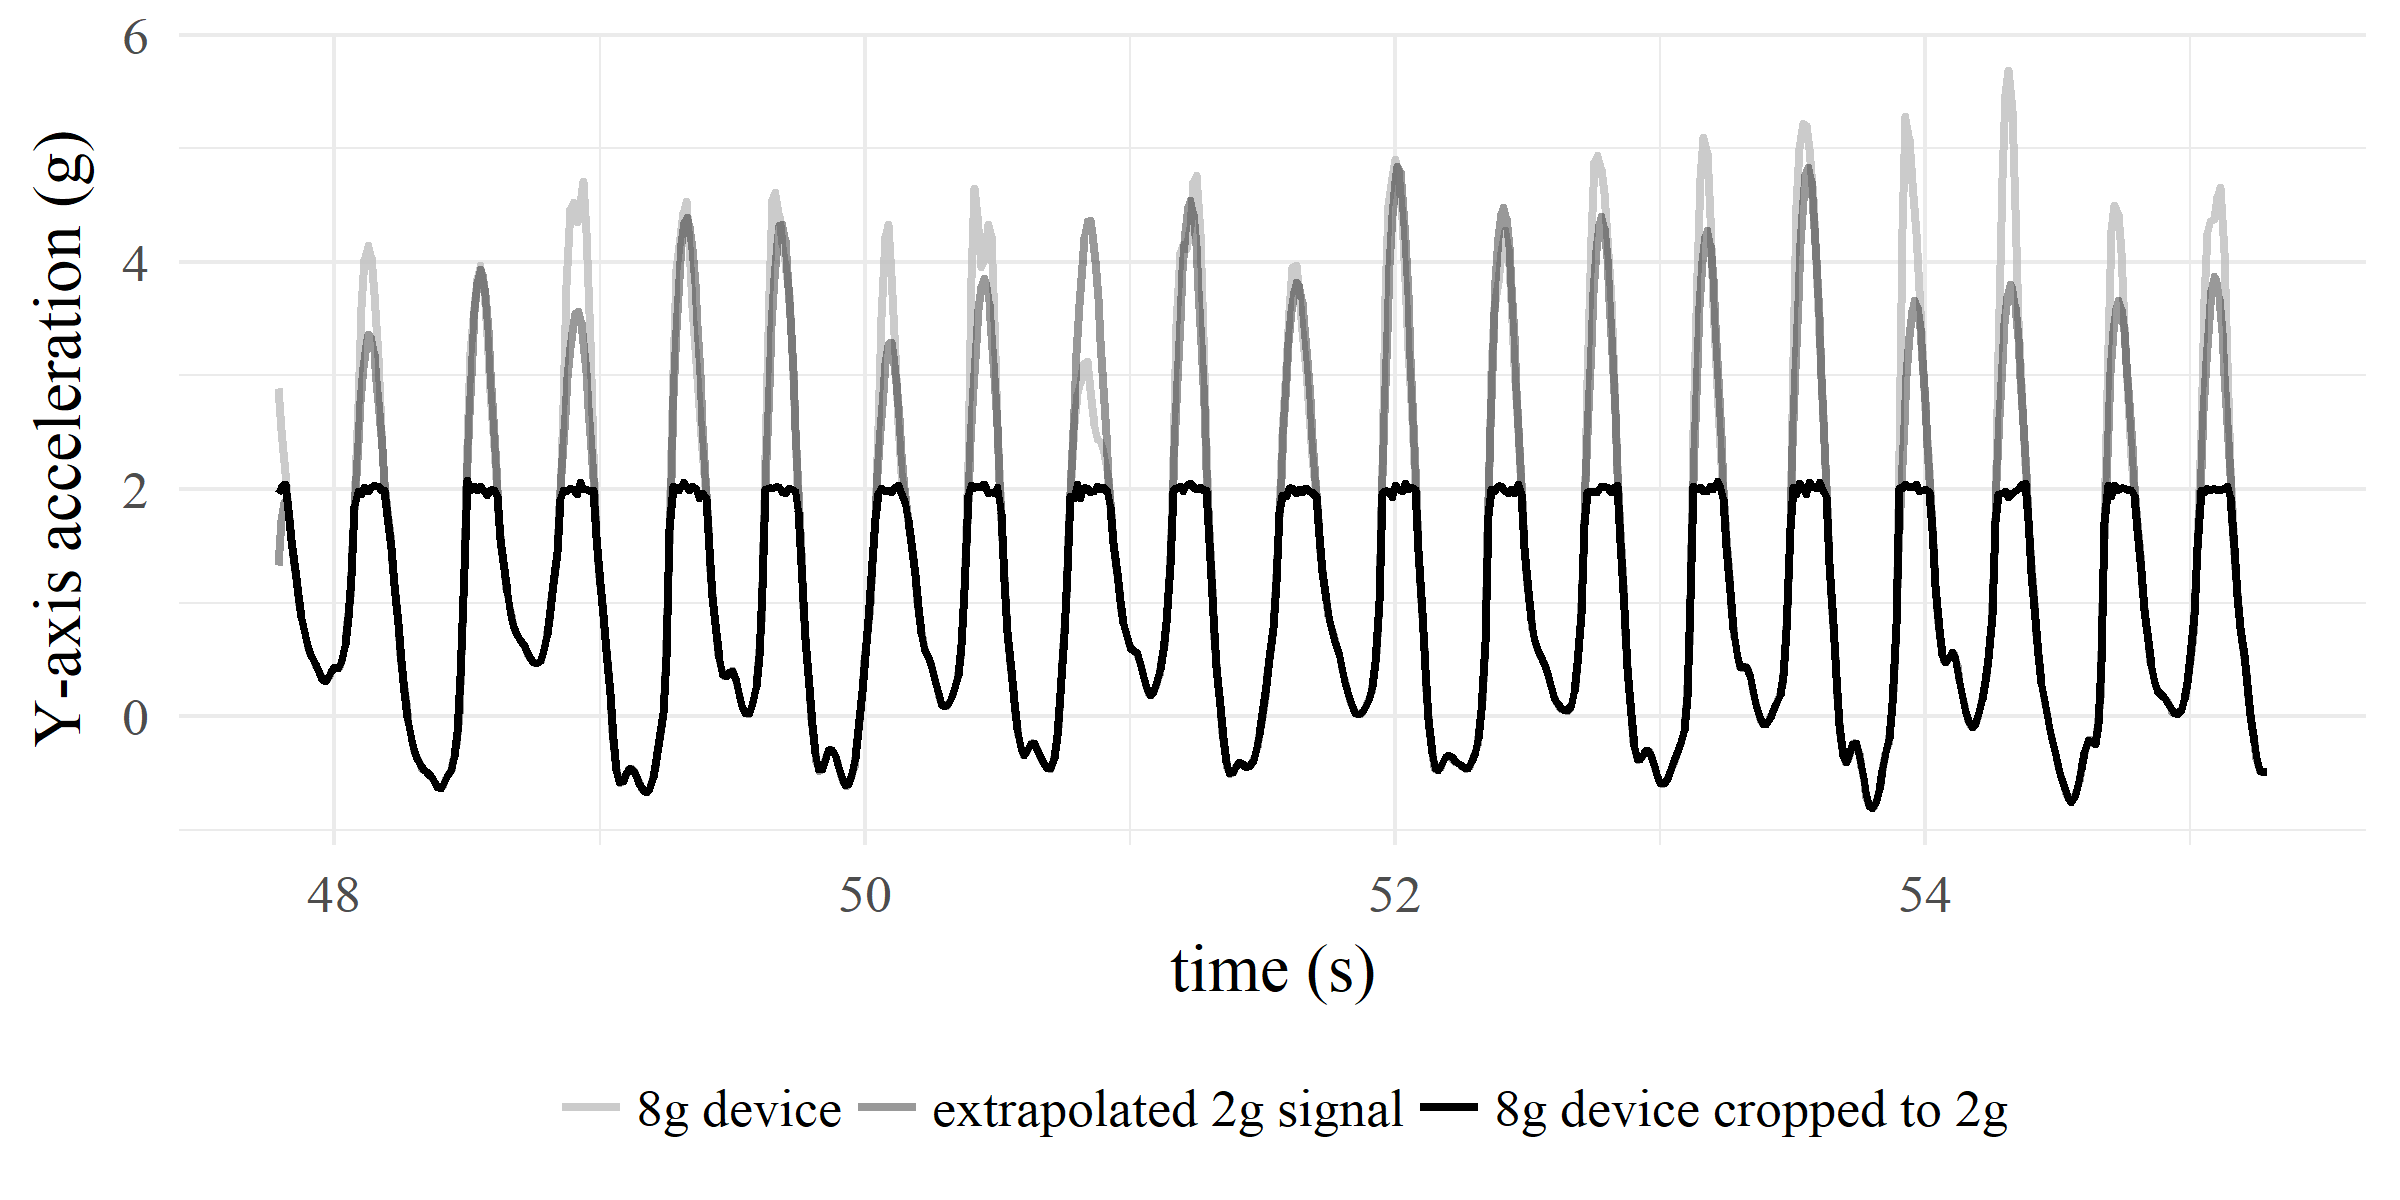 Y-axis acceleration (g)
6
4
2
0
48 50 52 54
time (s)
8g device extrapolated 2g signal 8g device cropped to 2g